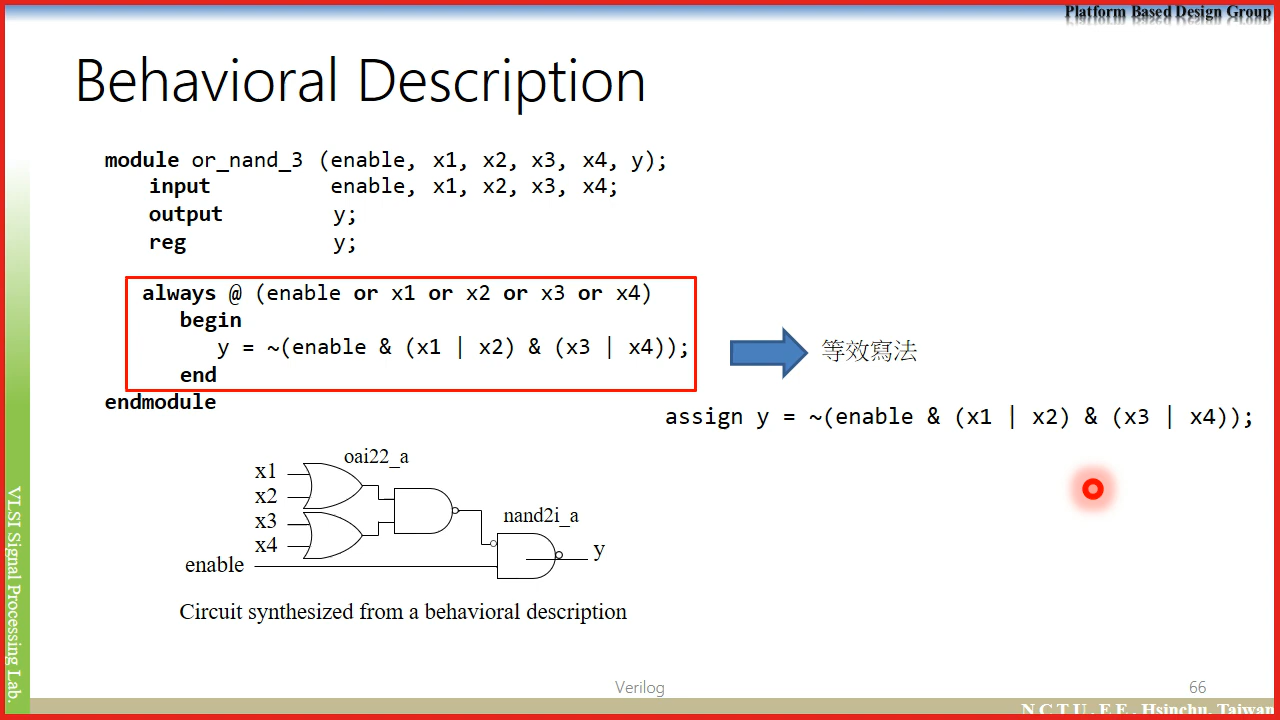 Platform Based Design Group
Behavioral Description
module or_nand_3 (enable, x1, x2, x3, x4, y);
input enable, x1, x2, x3, x4;
output y;
reg y;
always @ (enable or x1 or x2 or x3 or x4)
begin
y = ~(enable & (x1 | x2) & (x3 | x4));
end
endmodule
等效寫法
assign y = ~(enable & (x1 | x2) & (x3 | x4));
oai22_a
x1
x2
x3
x4
enable
nand2i_a
y
Circuit synthesized from a behavioral description
VLSI Signal Processing Lab.
Verilog
66
N C T U . E E . Hsinchu, Taiwan